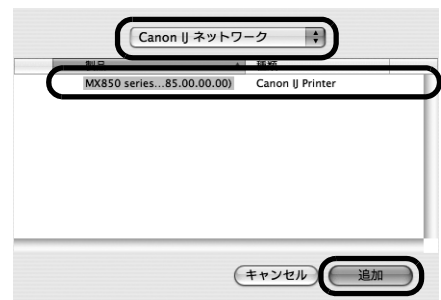 Canon IJ ネットワーク
製品 種類
MX850 series...85.00.00.00) Canon IJ Printer
キャンセル 追加